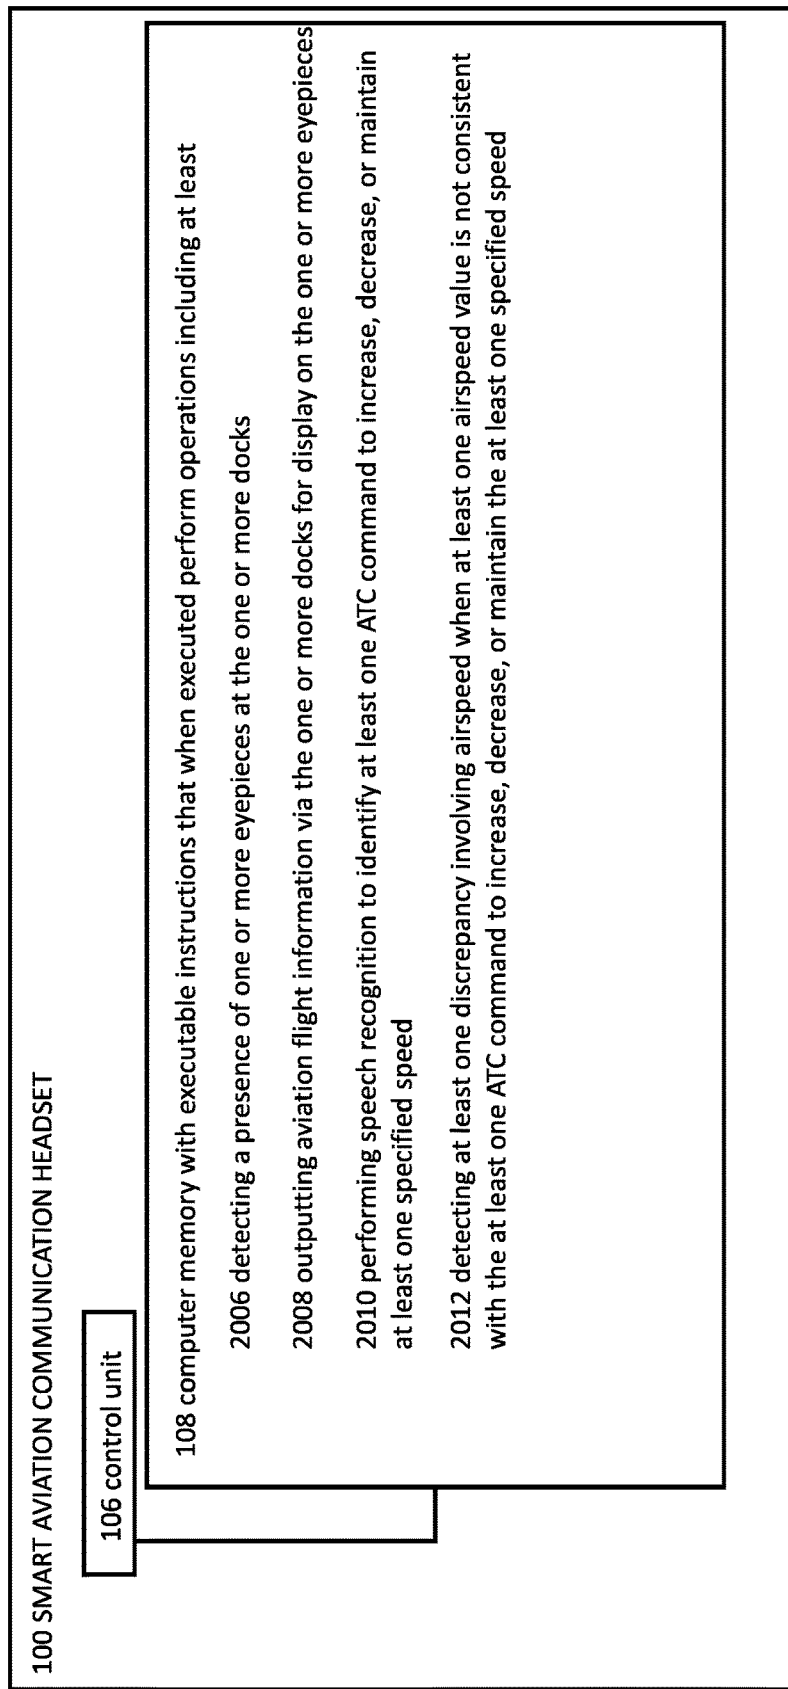 100 SMART AVIATION COMMUNICATION HEADSET
106 control unit
108 computer memory with executable instructions that when executed perform operations including at least
2006 detecting a presence of one or more eyepieces at the one or more docks
2008 outputting aviation flight information via the one or more docks for display on the one or more eyepieces
2010 performing speech recognition to identify at least one ATC command to increase, decrease, or maintain
at least one specified speed
2012 detecting at least one discrepancy involving airspeed when at least one airspeed value is not consistent
with the at least one ATC command to increase, decrease, or maintain the at least one specified speed